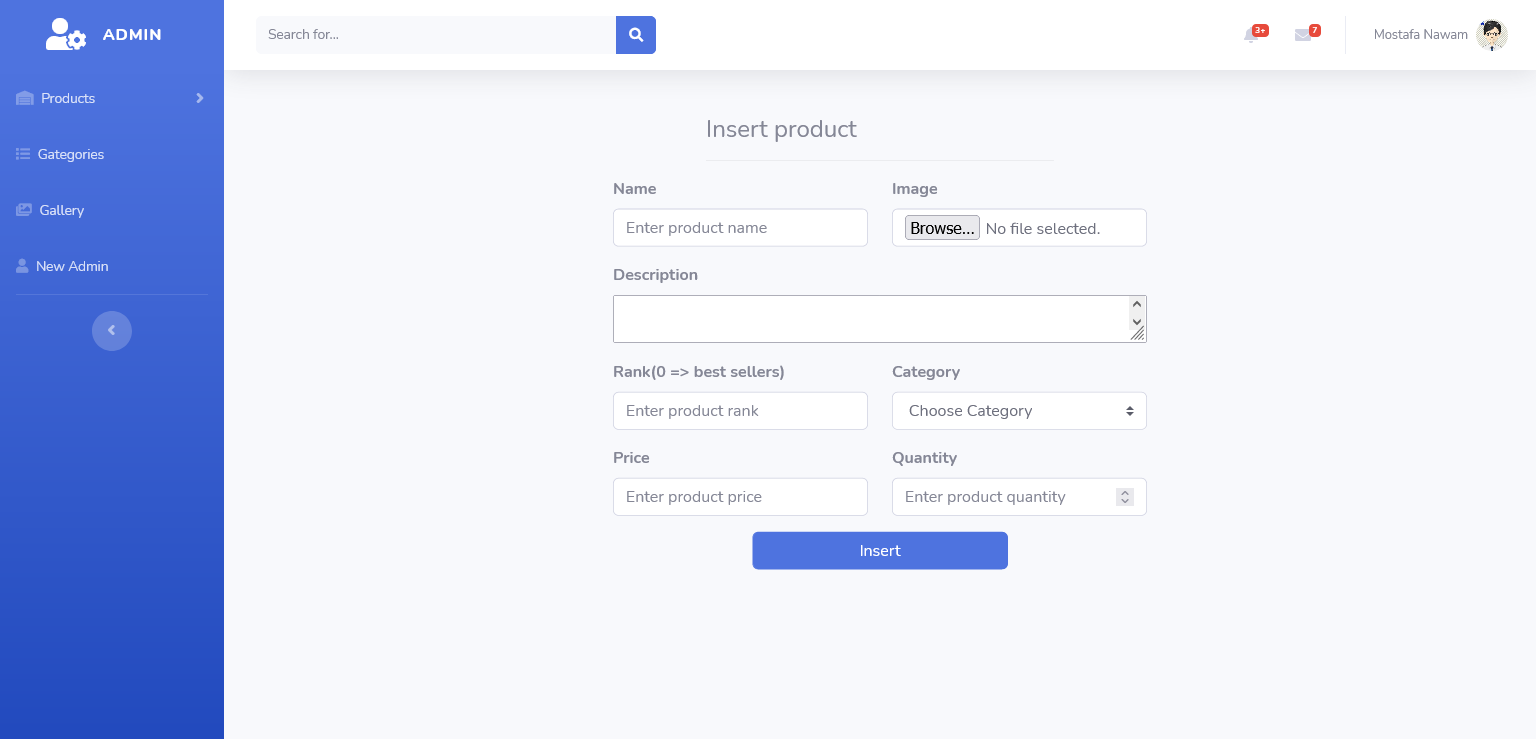 ADMIN
Search for...
3+
7
Mostafa Nawam
Products
Gategories
Gallery
New Admin
Insert product
Name
Image
Enter product name
Browse... No file selected.
Description
Rank(0 => best sellers)
Category
Enter product rank
Choose Category
Price
Quantity
Enter product price
Enter product quantity
Insert